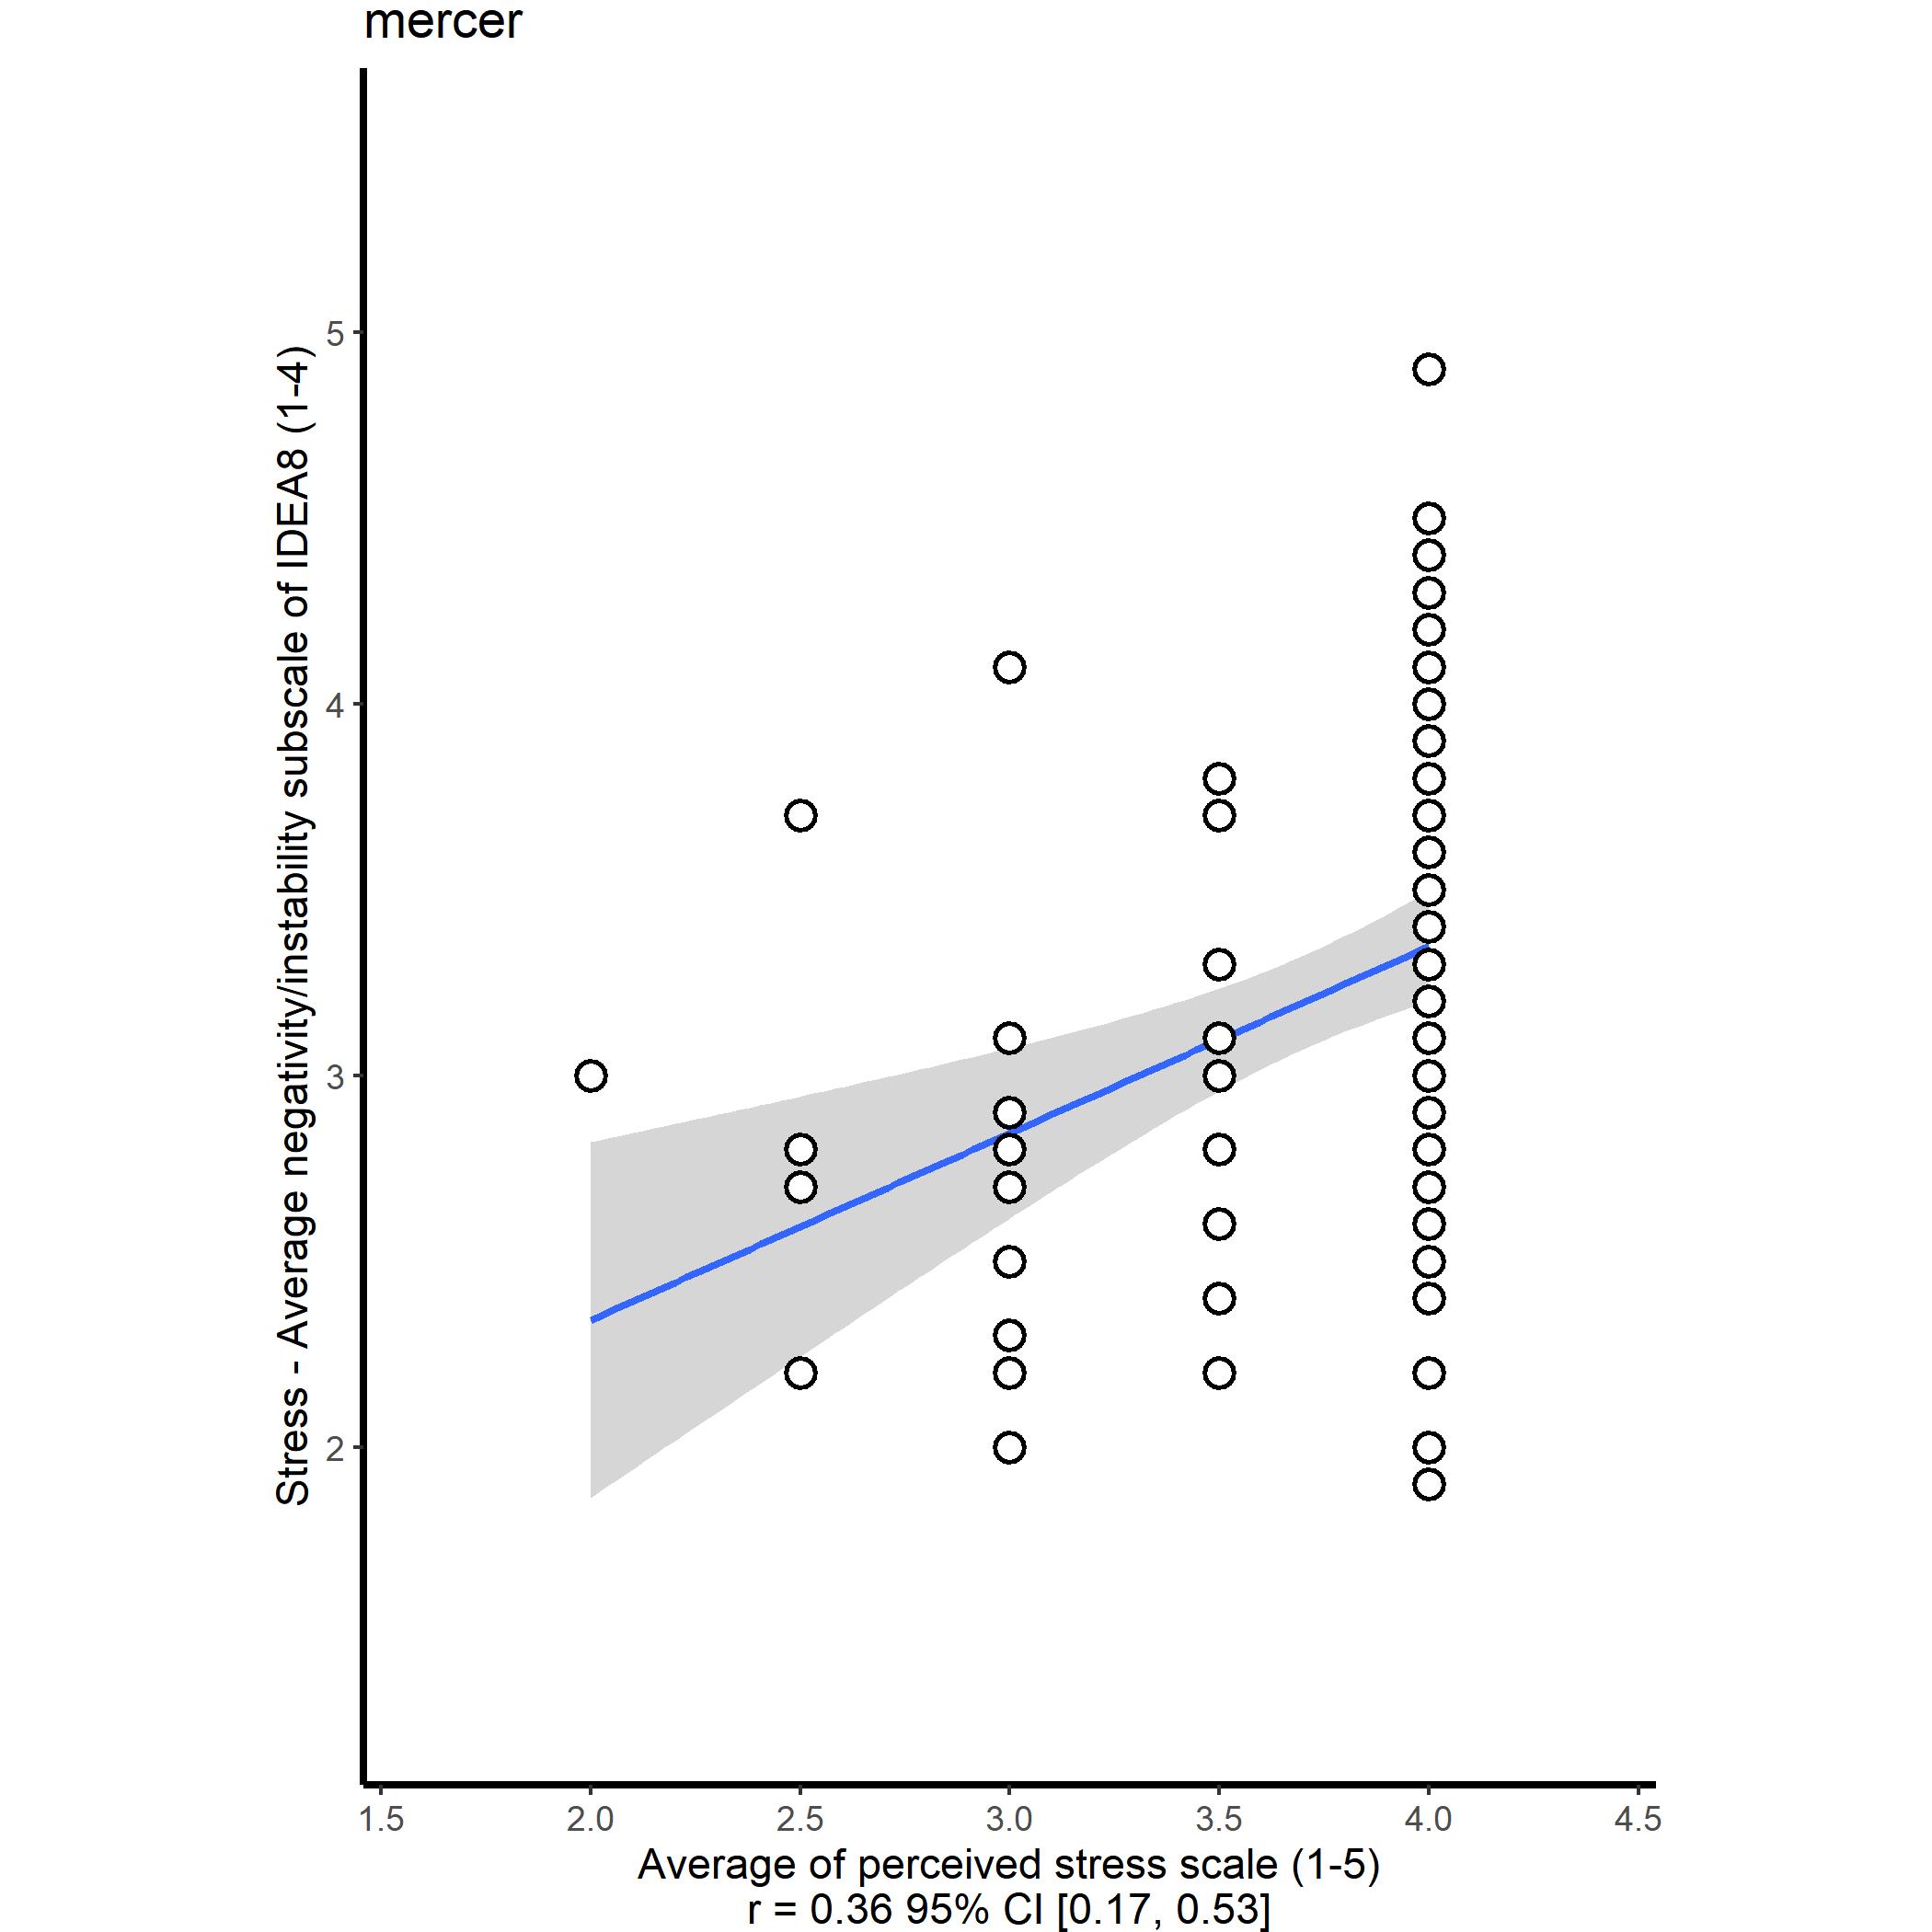 mercer
Stress - Average negativity/instability subscale of IDEA8 (1-4)
5
4
3
2
1.5 2.0 2.5 3.0 3.5 4.0 4.5
Average of perceived stress scale (1-5)
r = 0.36 95% CI [0.17, 0.53]